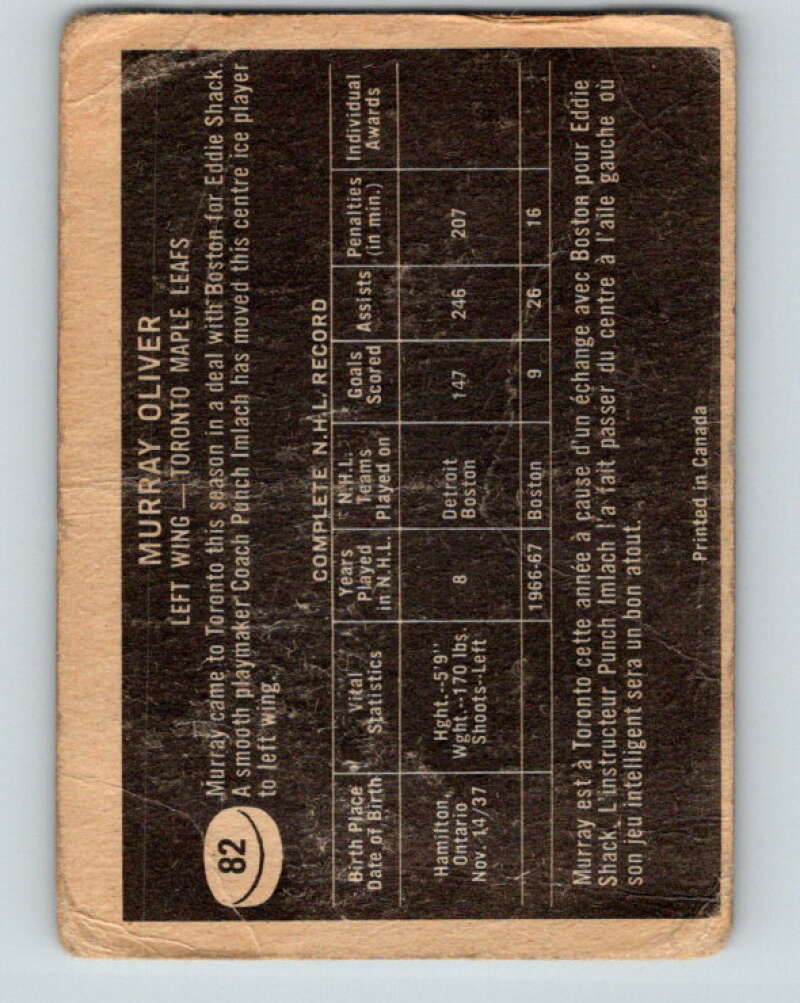 MURRAY OLIVER
LEFT WING — TORONTO MAPLE LEAFS
82
Murray came to Toronto this season in a deal with Boston for Eddie Shack.
A smooth playmaker Coach Punch Imlach has moved this centre ice player
to left wing.
COMPLETE N.H.L. RECORD
Birth Place Date of Birth | Vital Statistics | Years Played in N.H.L. | N.H.L. Teams Played on | Goals Scored | Assists | Penalties (in min.) | Individual Awards
Hamilton, Ontario Nov. 14/37 | Hght.--5'9" Wght.--170 lbs. Shoots--Left | 8 | Detroit Boston | 147 | 246 | 207
1966-67 | Boston | 9 | 26 | 16
Murray est à Toronto cette année à cause d'un échange avec Boston pour Eddie
Shack. L'instructeur Punch Imlach l'a fait passer du centre à l'aile gauche où
son jeu intelligent sera un bon atout.
Printed in Canada